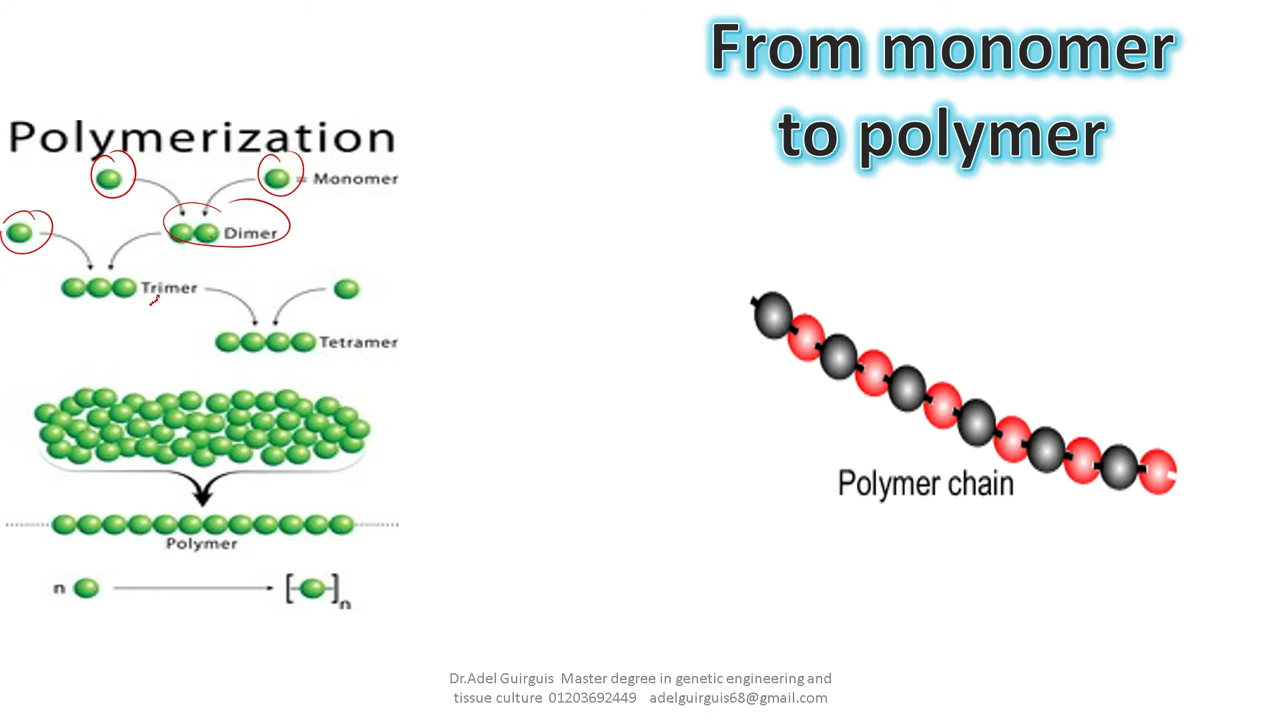 From monomer
to polymer
Polymerization
= Monomer
Dimer
Trimer
Tetramer
Polymer
n [ ]n
Polymer chain
Dr.Adel Guirguis Master degree in genetic engineering and
tissue culture 01203692449 adelguirguis68@gmail.com